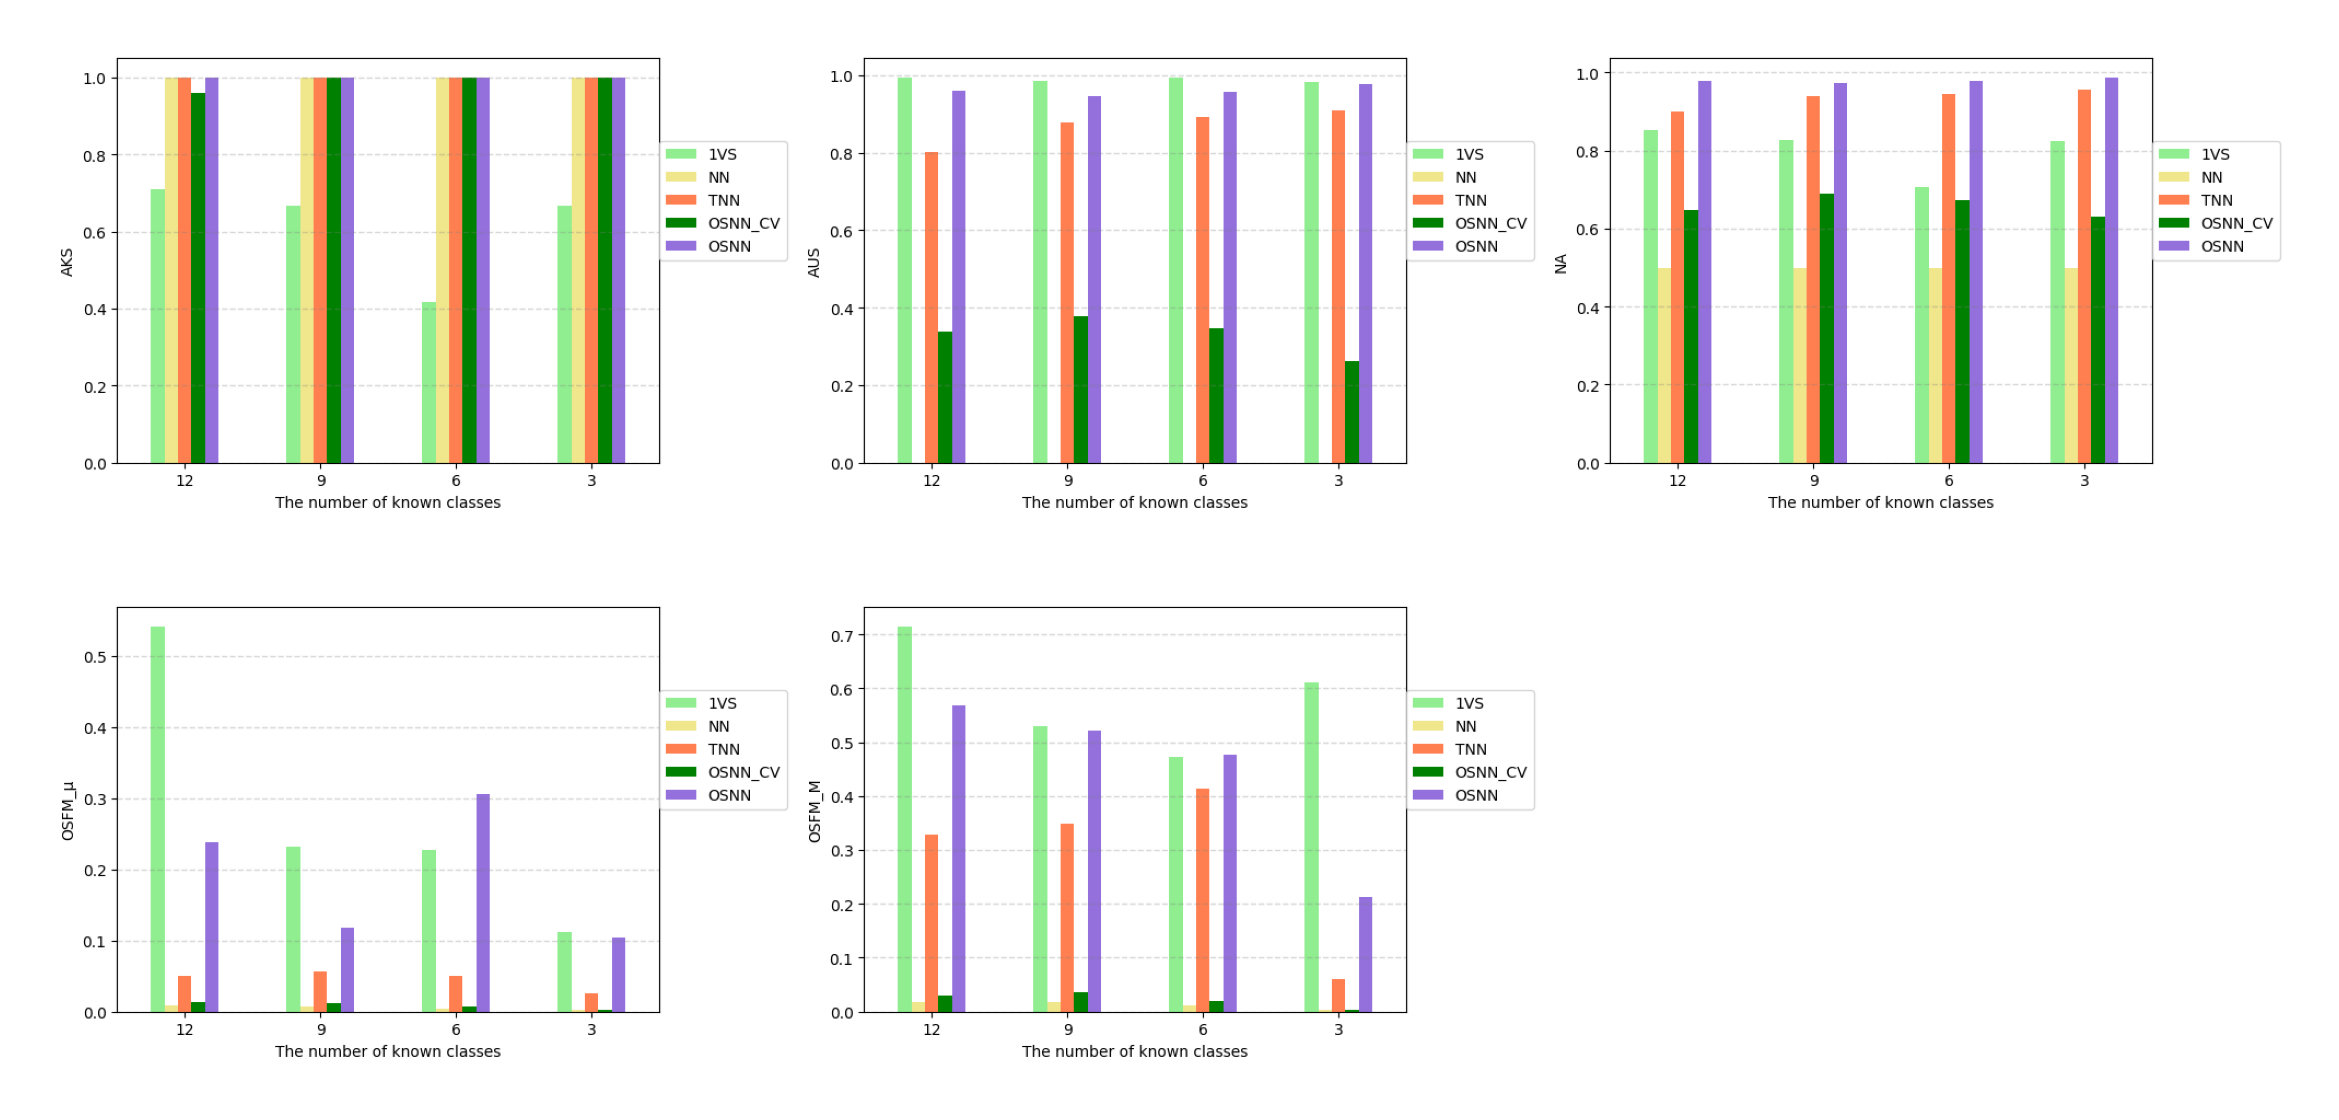 AKS
1.0
0.8
0.6
0.4
0.2
0.0
12 9 6 3
The number of known classes
1VS
NN
TNN
OSNN_CV
OSNN
AUS
1.0
0.8
0.6
0.4
0.2
0.0
12 9 6 3
The number of known classes
1VS
NN
TNN
OSNN_CV
OSNN
NA
1.0
0.8
0.6
0.4
0.2
0.0
12 9 6 3
The number of known classes
1VS
NN
TNN
OSNN_CV
OSNN
OSFM_μ
0.5
0.4
0.3
0.2
0.1
0.0
12 9 6 3
The number of known classes
1VS
NN
TNN
OSNN_CV
OSNN
OSFM_M
0.7
0.6
0.5
0.4
0.3
0.2
0.1
0.0
12 9 6 3
The number of known classes
1VS
NN
TNN
OSNN_CV
OSNN